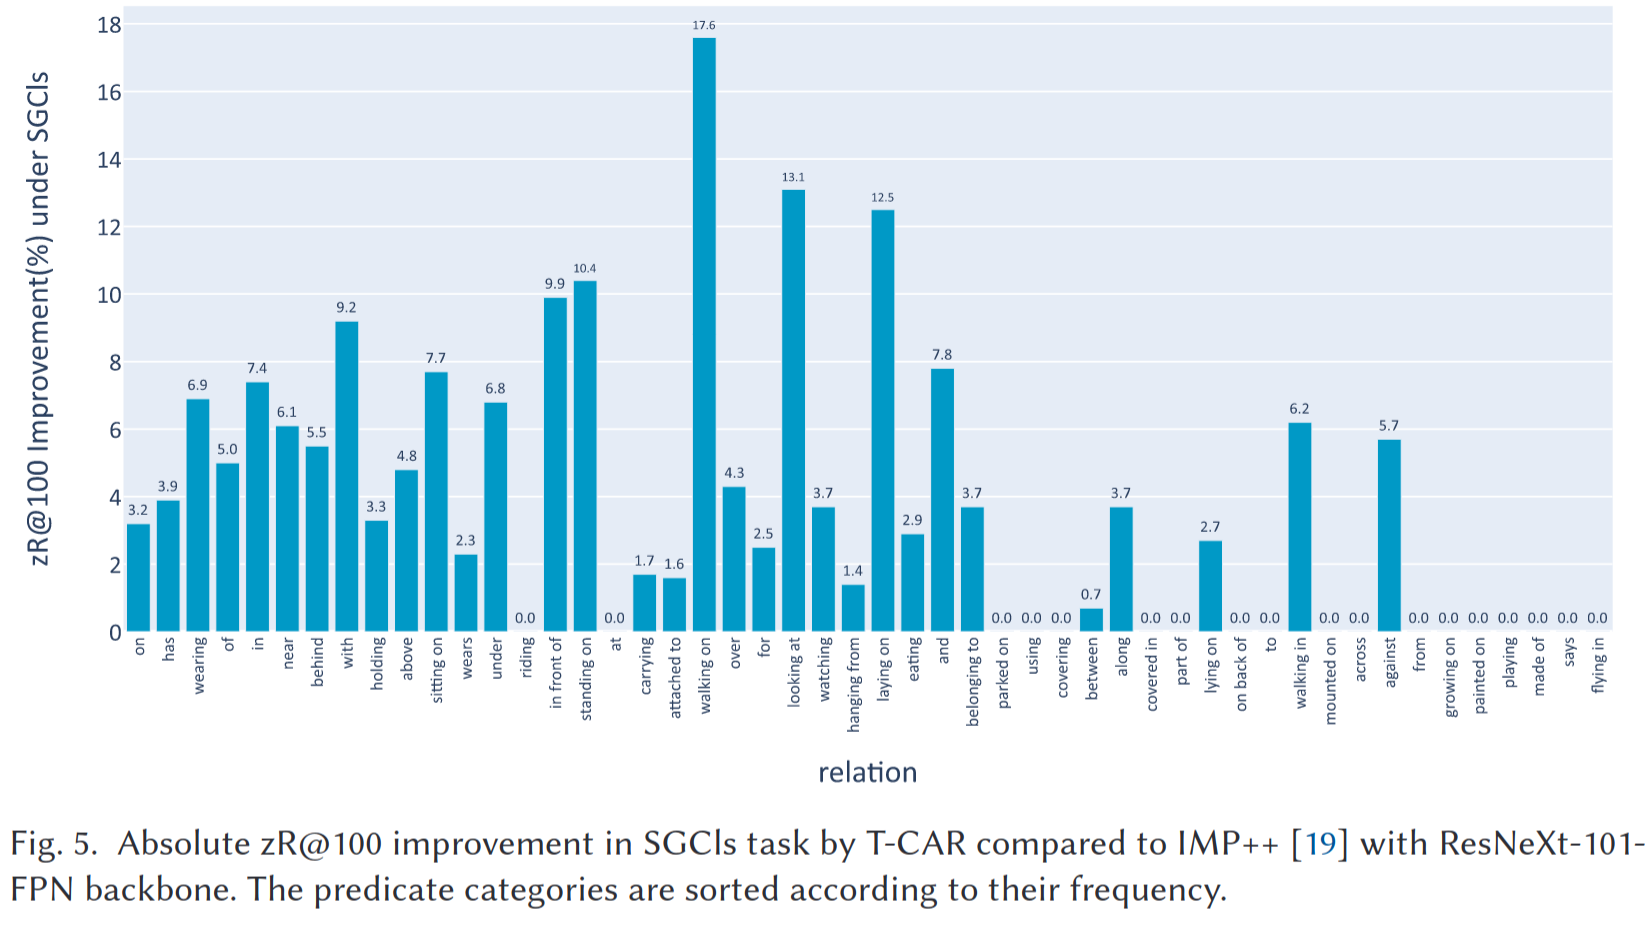 zR@100 Improvement(%) under SGCls
18
16
14
12
10
8
6
4
2
0
3.2
3.9
6.9
5.0
7.4
6.1
5.5
9.2
3.3
4.8
7.7
2.3
6.8
0.0
9.9
10.4
0.0
1.7
1.6
17.6
4.3
2.5
13.1
3.7
1.4
12.5
2.9
7.8
3.7
0.0
0.0
0.0
0.7
3.7
0.0
0.0
2.7
0.0
0.0
6.2
0.0
0.0
5.7
0.0
0.0
0.0
0.0
0.0
0.0
0.0
on
has
wearing
of
in
near
behind
with
holding
above
sitting on
wears
under
riding
in front of
standing on
at
carrying
attached to
walking on
over
for
looking at
watching
hanging from
laying on
eating
and
belonging to
parked on
using
covering
between
along
covered in
part of
lying on
on back of
to
walking in
mounted on
across
against
from
growing on
painted on
playing
made of
says
flying in
relation
Fig. 5. Absolute zR@100 improvement in SGCls task by T-CAR compared to IMP++ [19] with ResNeXt-101-
FPN backbone. The predicate categories are sorted according to their frequency.